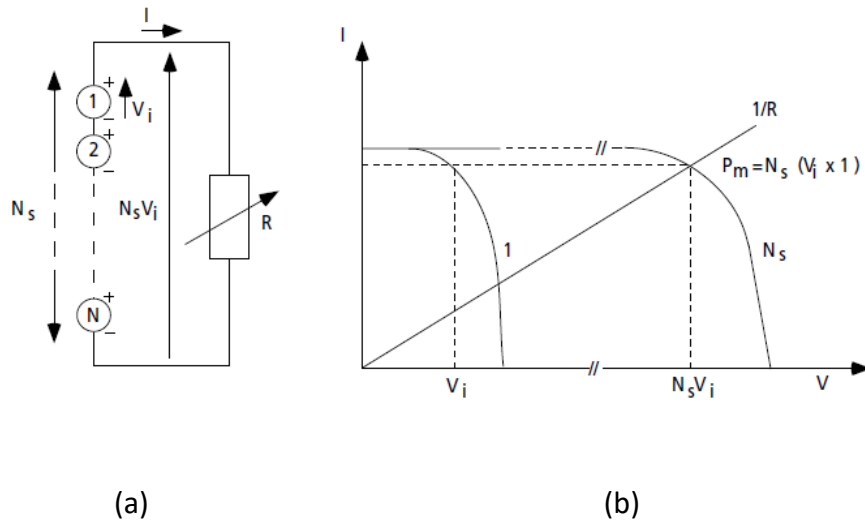 I
1
+
−
V i
2
+
−
N s
N s V i
R
N
+
−
(a)
I
1/R
P m = N s (V i x 1)
1
N s
V i
N s V i
V
(b)